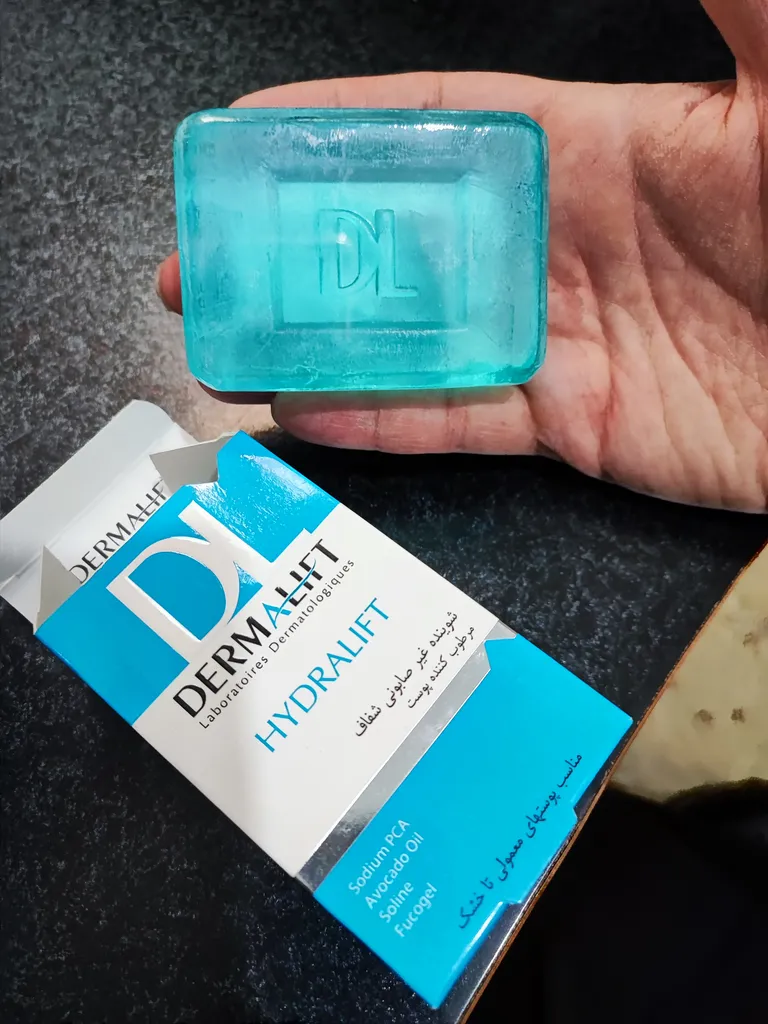 DL
DERMALIF
DL
DERMALIFT
Laboratoires Dermatologiques
HYDRALIFT
شوینده غیر صابونی شفاف
مرطوب کننده پوست
Sodium PCA
Avocado Oil
Soline
Fucogel
مناسب پوستهای معمولی تا خشک